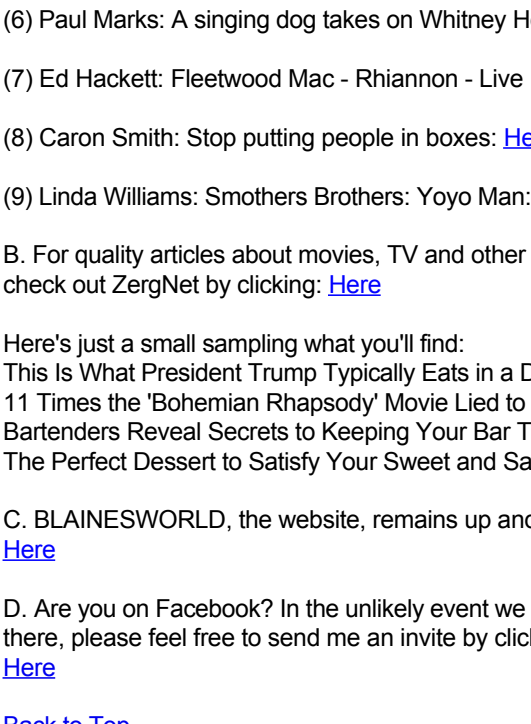 (6) Paul Marks: A singing dog takes on Whitney
(7) Ed Hackett: Fleetwood Mac - Rhiannon - Live
(8) Caron Smith: Stop putting people in boxes:
(9) Linda Williams: Smothers Brothers: Yoyo Man:
B. For quality articles about movies, TV and other
check out ZergNet by clicking: Here
Here's just a small sampling what you'll find:
This Is What President Trump Typically Eats in a
11 Times the 'Bohemian Rhapsody' Movie Lied to
Bartenders Reveal Secrets to Keeping Your Bar
The Perfect Dessert to Satisfy Your Sweet and
C. BLAINESWORLD, the website, remains up
Here
D. Are you on Facebook? In the unlikely event we
there, please feel free to send me an invite by
Here
Back to Top